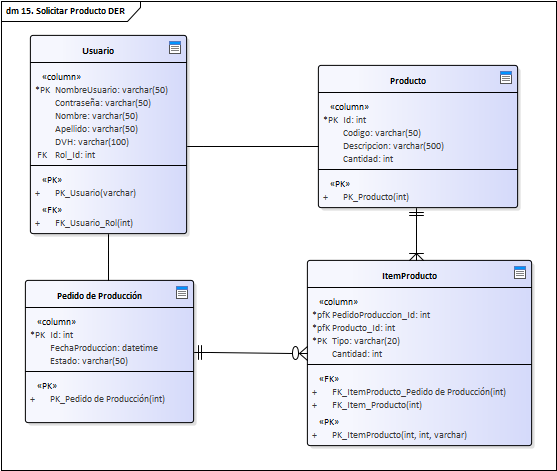 dm 15. Solicitar Producto DER
Usuario
«column»
*PK NombreUsuario: varchar(50)
Contraseña: varchar(50)
Nombre: varchar(50)
Apellido: varchar(50)
DVH: varchar(100)
FK Rol_Id: int
«PK»
+ PK_Usuario(varchar)
«FK»
+ FK_Usuario_Rol(int)
Producto
«column»
*PK Id: int
Codigo: varchar(50)
Descripcion: varchar(500)
Cantidad: int
«PK»
+ PK_Producto(int)
Pedido de Producción
«column»
*PK Id: int
FechaProduccion: datetime
Estado: varchar(50)
«PK»
+ PK_Pedido de Producción(int)
ItemProducto
«column»
*pfK PedidoProduccion_Id: int
*pfK Producto_Id: int
*PK Tipo: varchar(20)
Cantidad: int
«FK»
+ FK_ItemProducto_Pedido de Producción(int)
+ FK_Item_Producto(int)
«PK»
+ PK_ItemProducto(int, int, varchar)